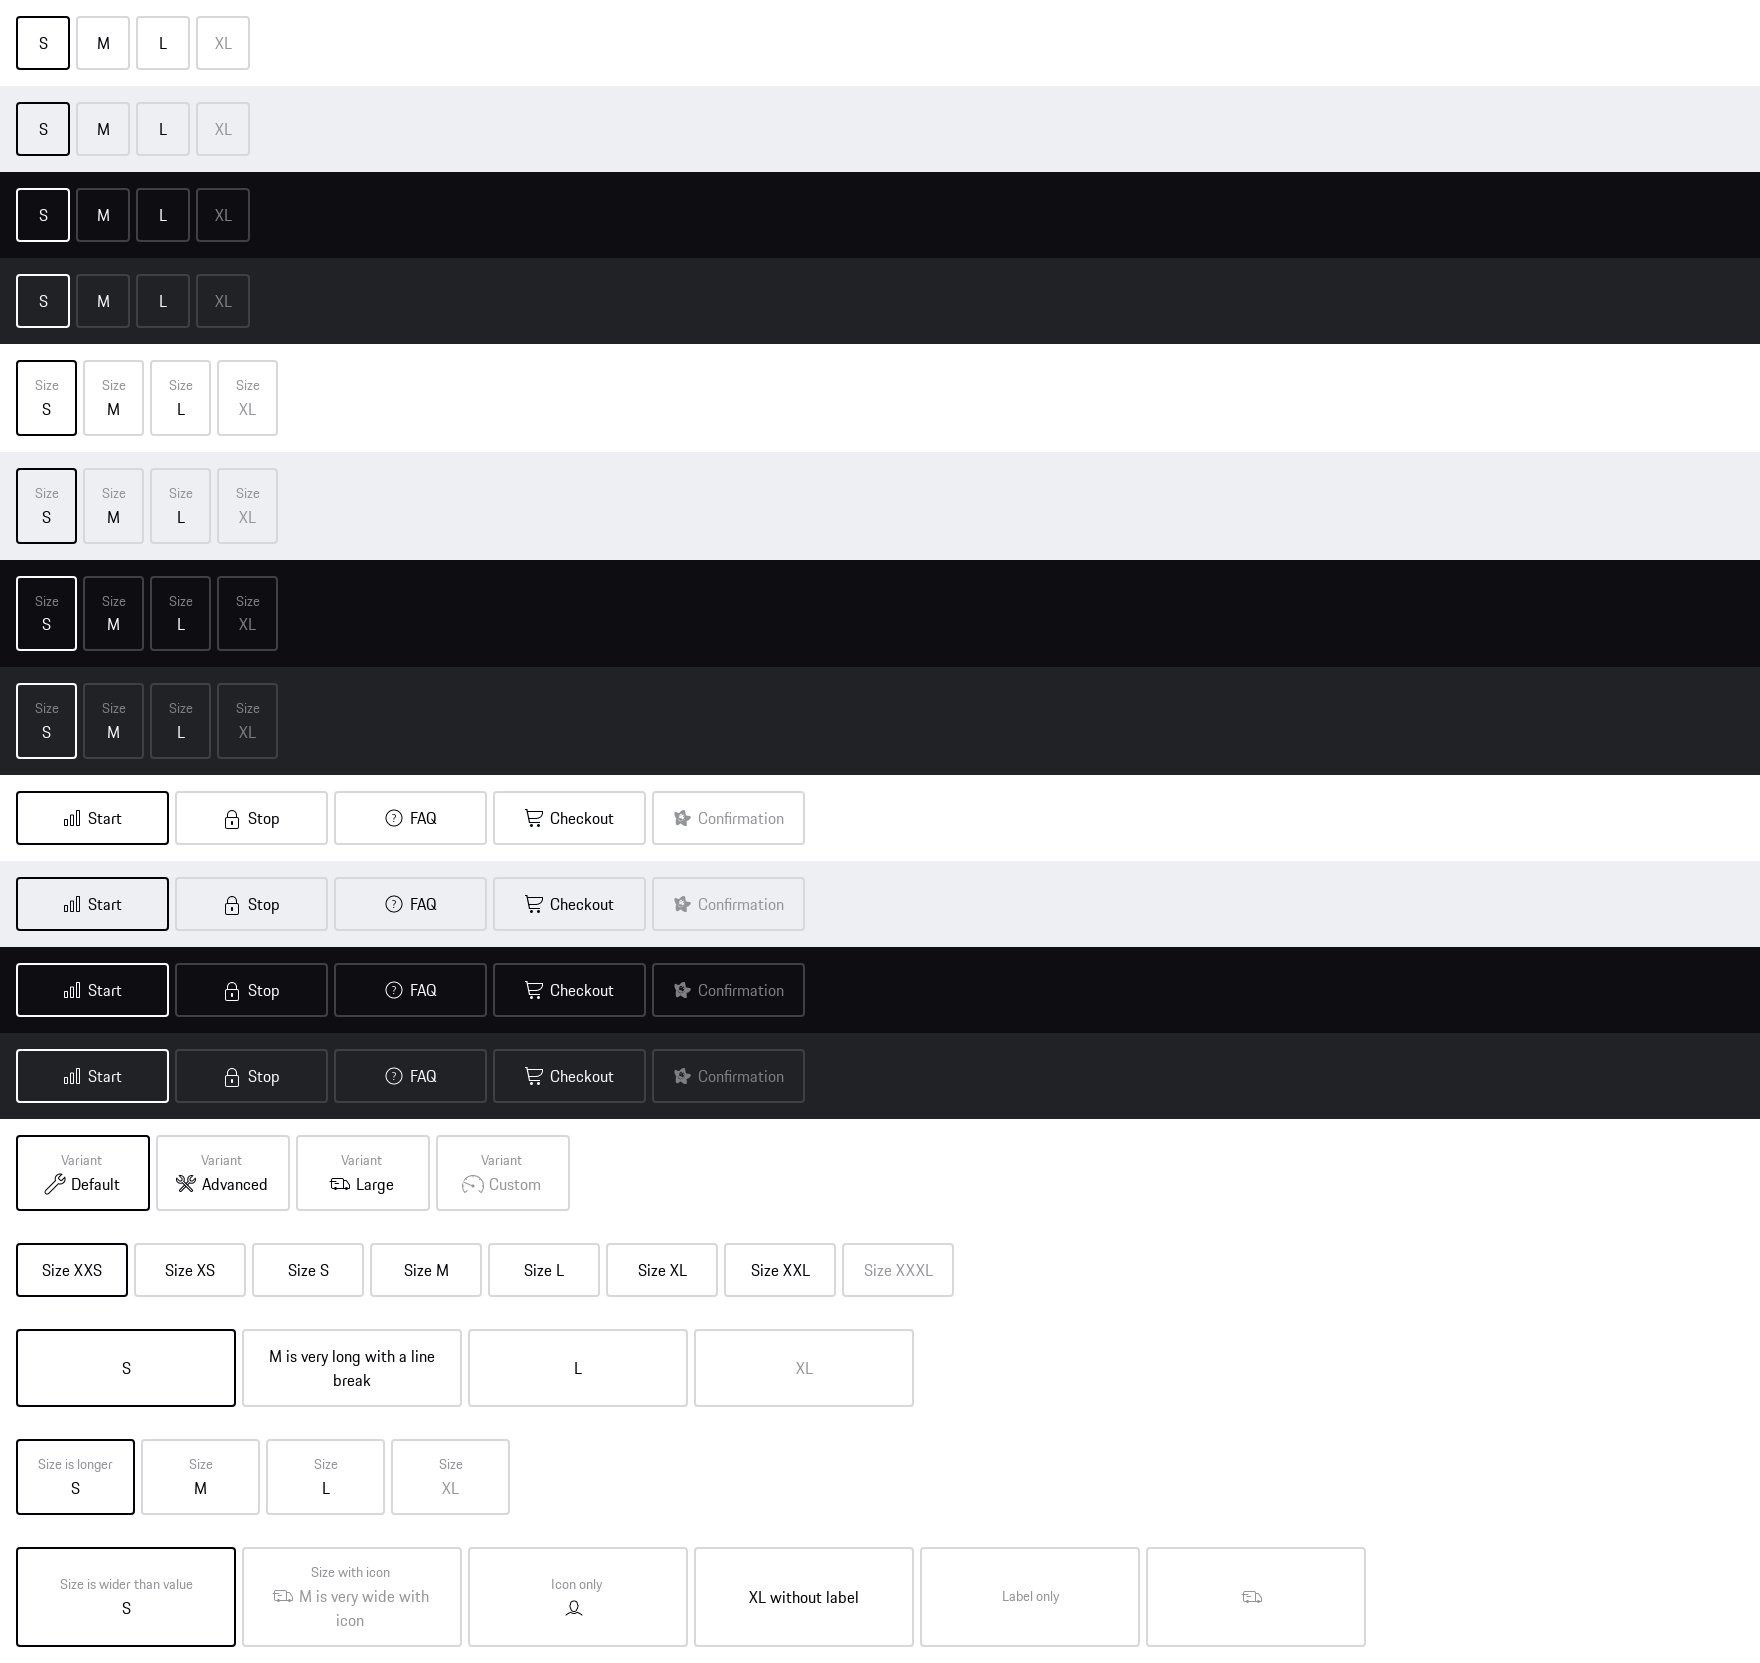 S M L XL
S M L XL
S M L XL
S M L XL
Size Size Size Size
S M L XL
Size Size Size Size
S M L XL
Size Size Size Size
S M L XL
Size Size Size Size
S M L XL
Start Stop ? FAQ Checkout Confirmation
Start Stop ? FAQ Checkout Confirmation
Start Stop ? FAQ Checkout Confirmation
Start Stop ? FAQ Checkout Confirmation
Variant Variant Variant Variant
Default Advanced Large Custom
Size XXS Size XS Size S Size M Size L Size XL Size XXL Size XXXL
S M is very long with a line break L XL
Size is longer Size Size Size
S M L XL
Size is wider than value
S
Size with icon
M is very wide with
icon
Icon only
XL without label
Label only